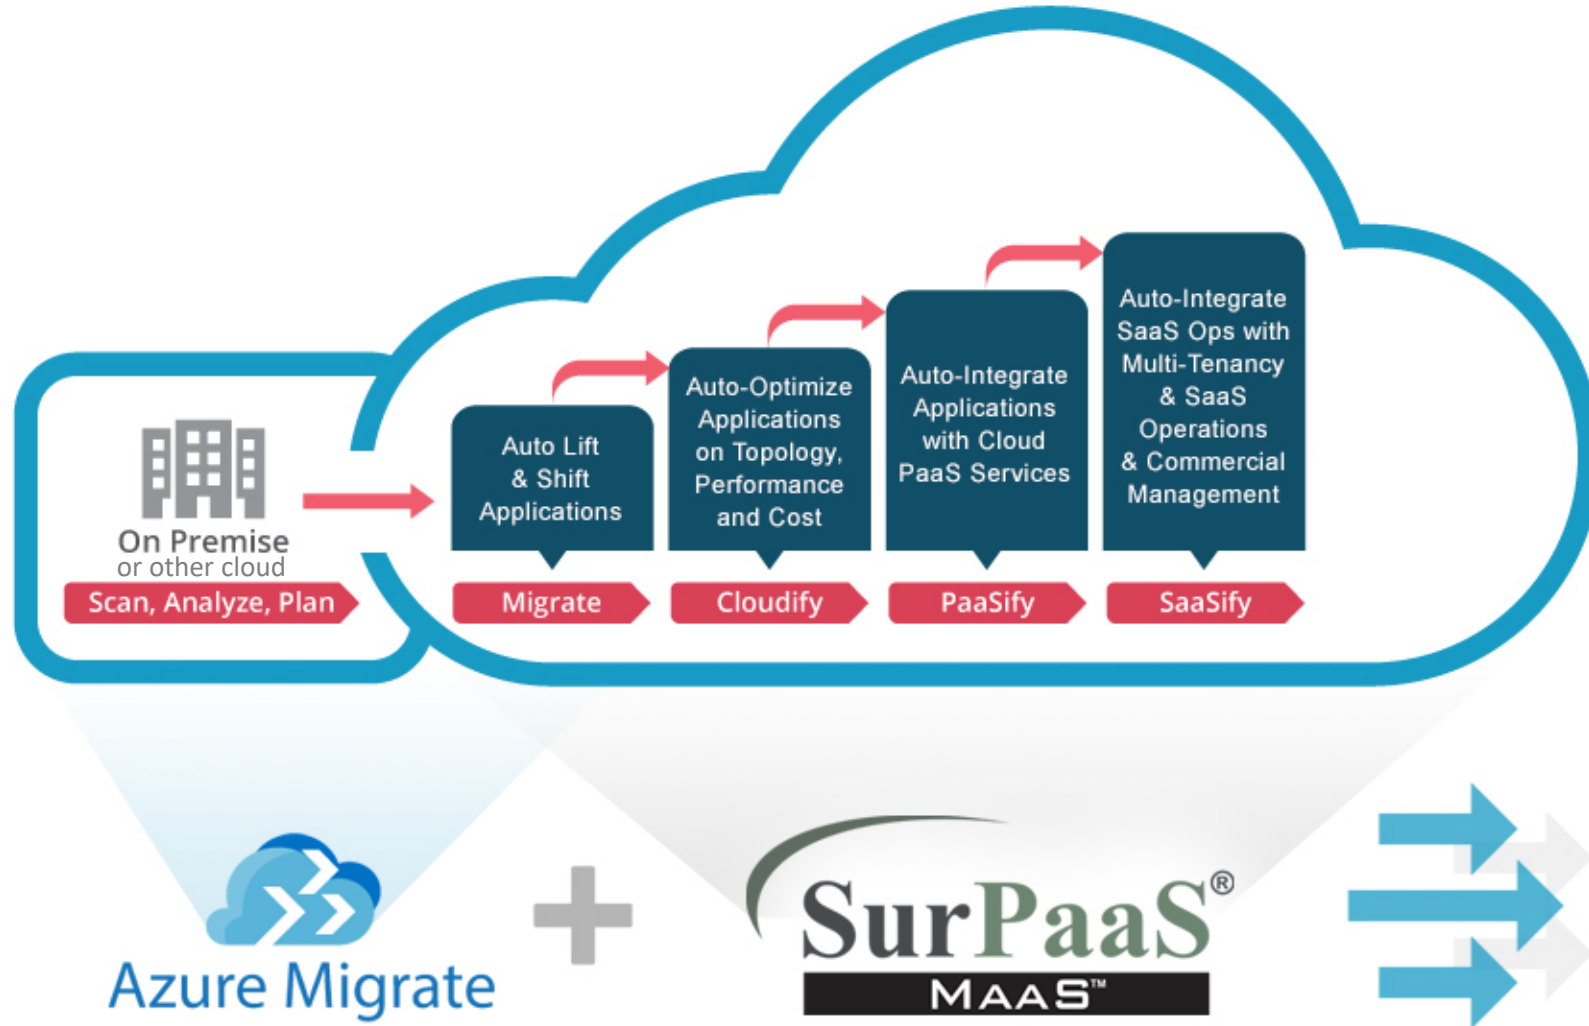 On Premise
or other cloud
Scan, Analyze, Plan
Auto Lift
& Shift
Applications
Migrate
Auto-Optimize
Applications
on Topology,
Performance
and Cost
Cloudify
Auto-Integrate
Applications
with Cloud
PaaS Services
PaaSify
Auto-Integrate
SaaS Ops with
Multi-Tenancy
& SaaS
Operations
& Commercial
Management
SaaSify
Azure Migrate
+
SurPaaS®
MaaS™